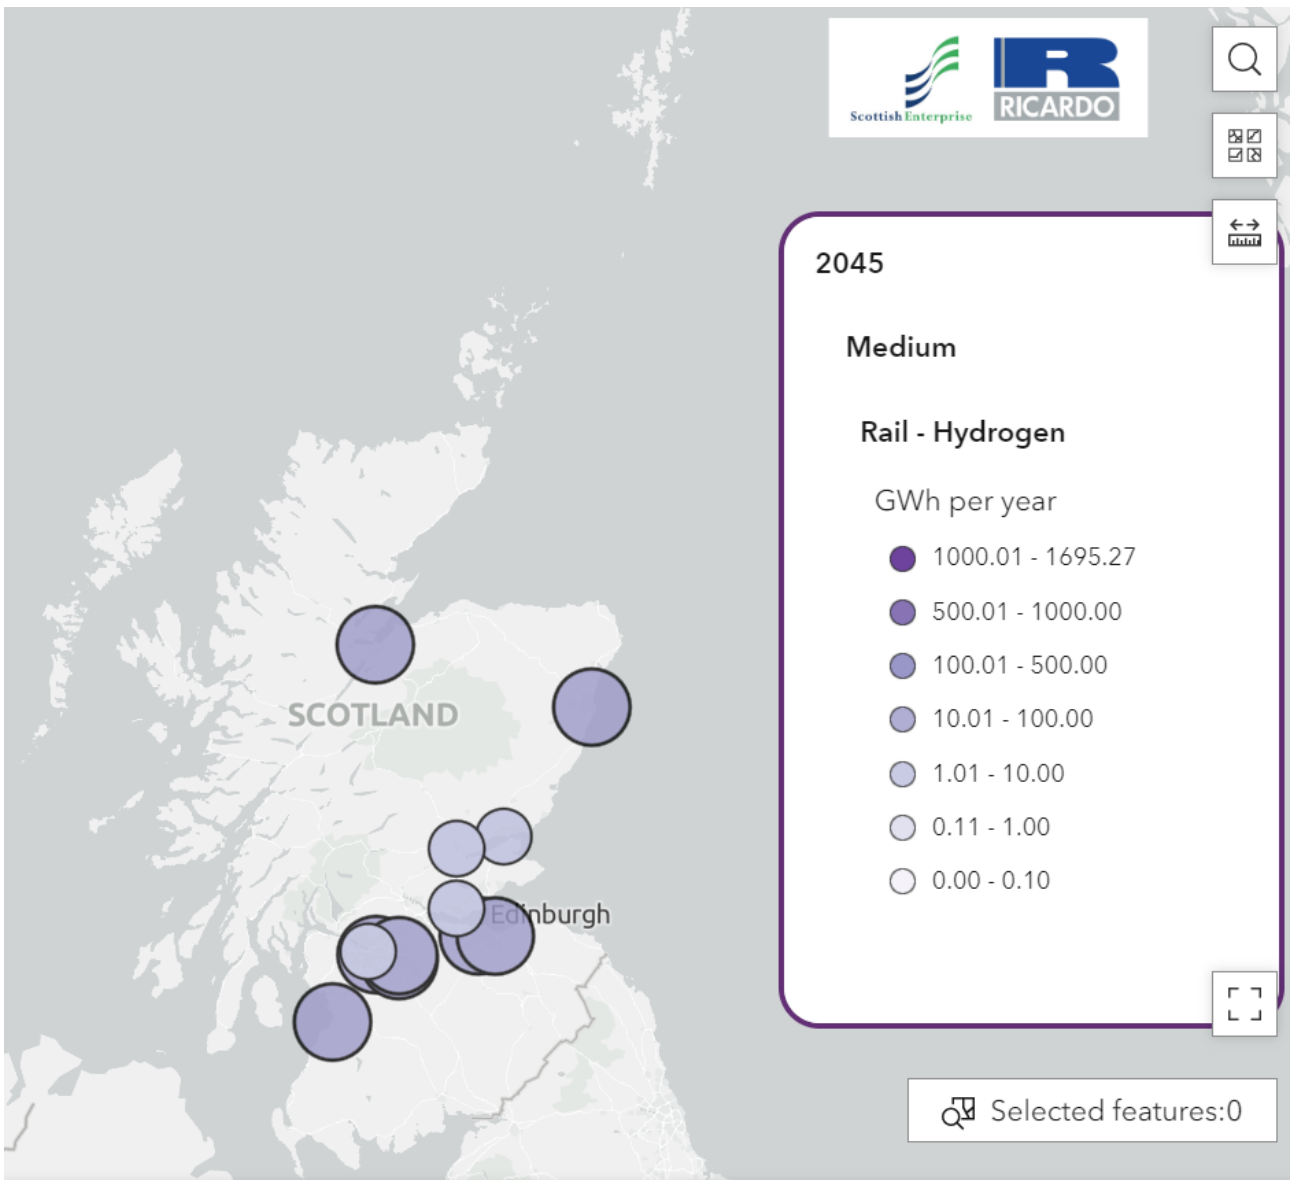 Scottish Enterprise
R
RICARDO
2045
Medium
Rail - Hydrogen
GWh per year
1000.01 - 1695.27
500.01 - 1000.00
100.01 - 500.00
10.01 - 100.00
1.01 - 10.00
0.11 - 1.00
0.00 - 0.10
SCOTLAND
Edinburgh
Selected features:0